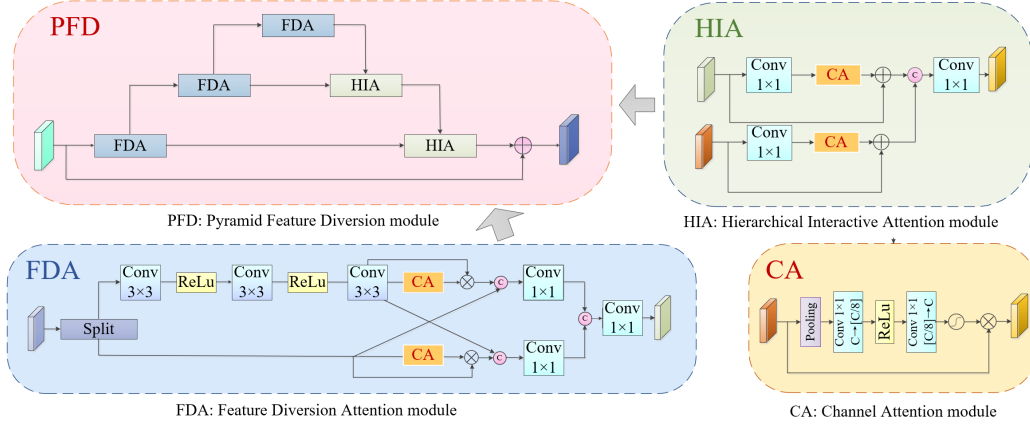 PFD
FDA
FDA
HIA
FDA
HIA
PFD: Pyramid Feature Diversion module
HIA
Conv
1×1
CA
c
Conv
1×1
Conv
1×1
CA
HIA: Hierarchical Interactive Attention module
FDA
Split
Conv
3×3
ReLu
Conv
3×3
ReLu
Conv
3×3
CA
c
Conv
1×1
CA
c
Conv
1×1
c
Conv
1×1
FDA: Feature Diversion Attention module
CA
Pooling
Conv 1×1
C→[C/8]
ReLu
Conv 1×1
[C/8]→C
CA: Channel Attention module